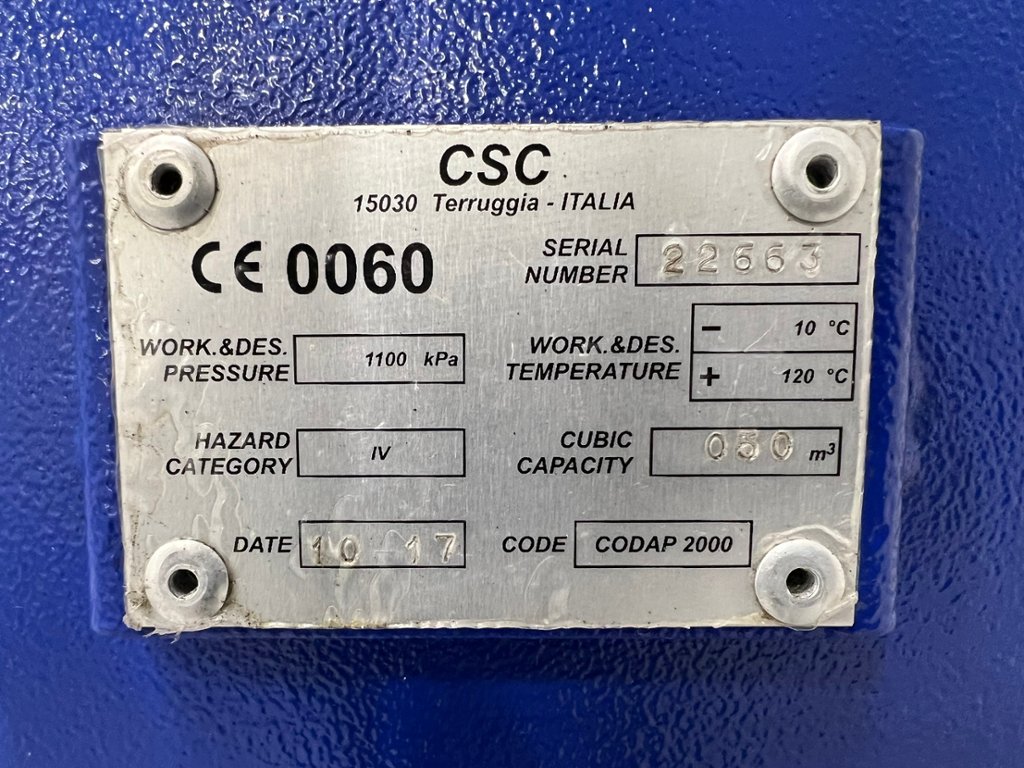 CSC
15030 Terruggia - ITALIA
CE 0060
SERIAL NUMBER 22663
WORK.&DES. PRESSURE 1100 kPa
WORK.&DES. TEMPERATURE - 10 °C
+ 120 °C
HAZARD CATEGORY IV
CUBIC CAPACITY 050 m³
DATE 10-17
CODE CODAP 2000